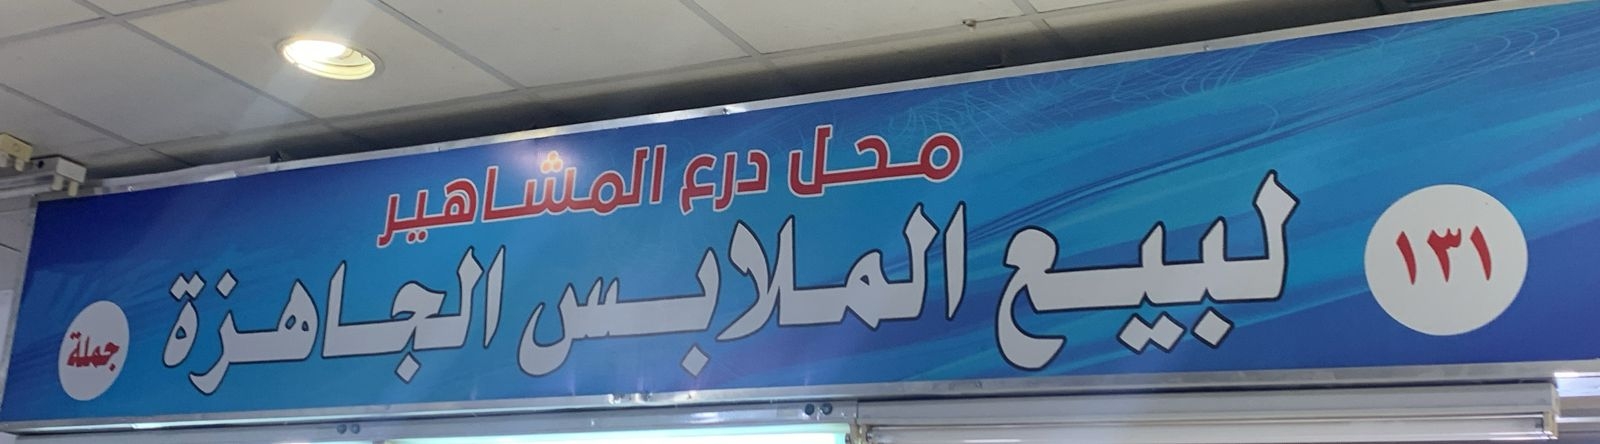 محل درع المشاهير
١٣١
لبيع الملابس الجاهزة
جملة